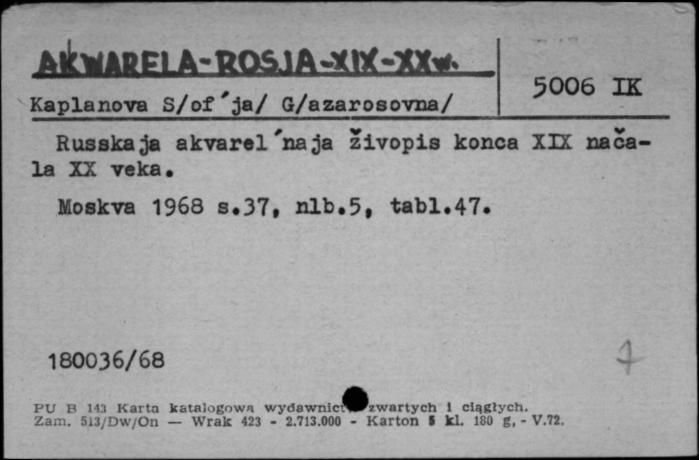 AKWARELA-ROSJA-XIX-XXw.
5006 IK
Kaplanova S/of´ja/ G/azarosovna/
Russkaja akvarel´naja živopis konca XIX nača-
la XX veka.
Moskva 1968 s.37, nlb.5, tabl.47.
180036/68
PU B 143 Karta katalogowa wydawnictw zwartych i ciągłych.
Zam. 513/Dw/On — Wrak 423 - 2.713.000 - Karton 5 kl. 180 g, - V.72.